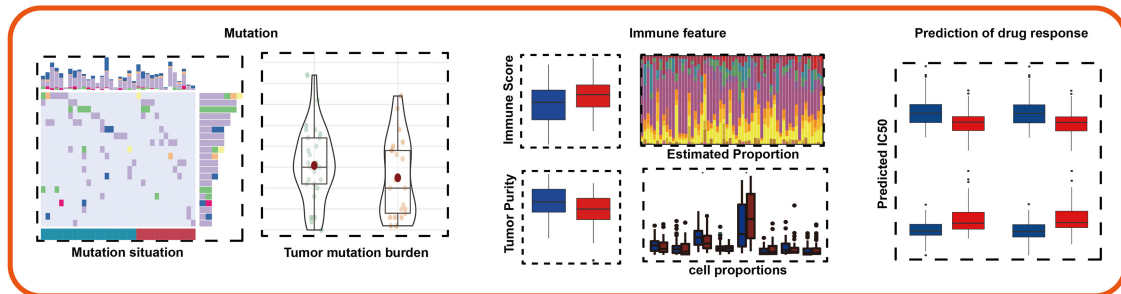 Mutation
Immune feature
Prediction of drug response
Immune Score
Estimated Proportion
Predicted IC50
Tumor Purity
Mutation situation
Tumor mutation burden
cell proportions